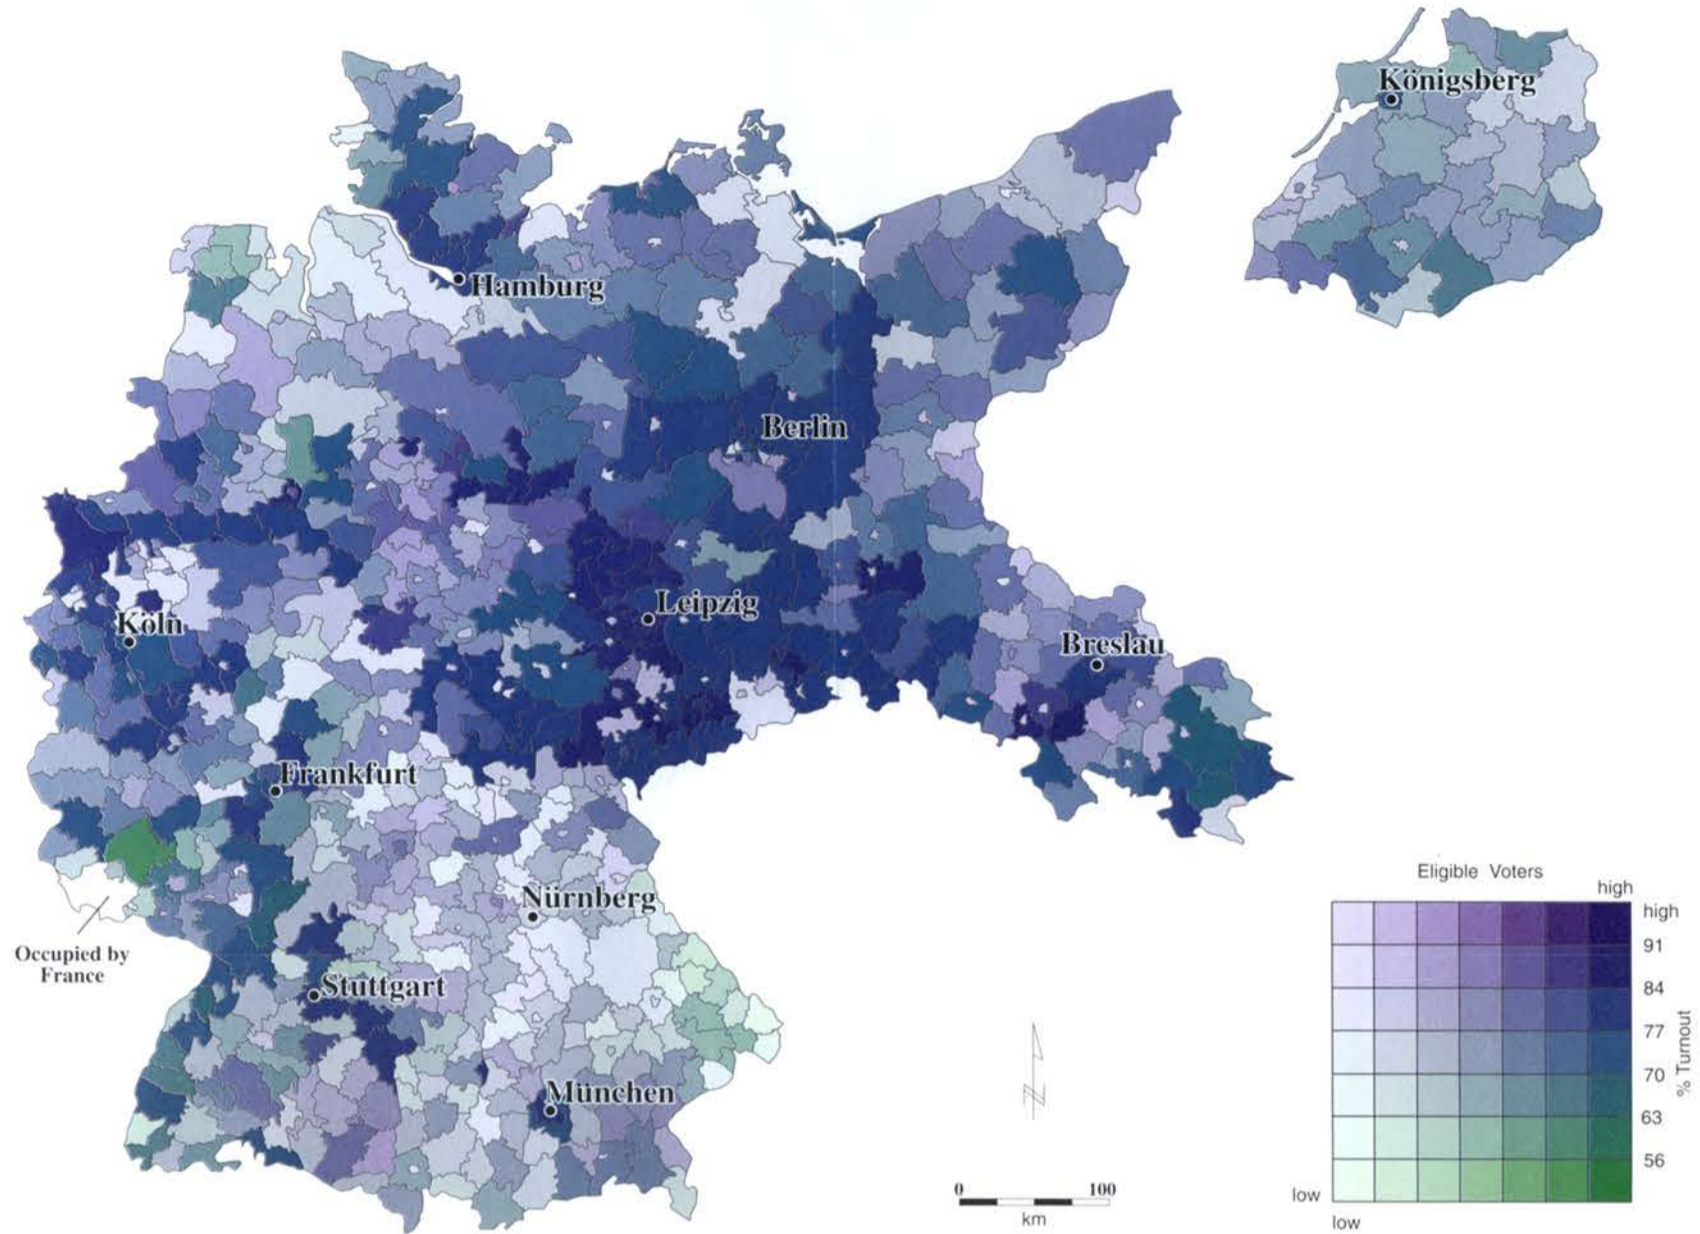 Königsberg
Hamburg
Berlin
Leipzig
Köln
Breslau
Frankfurt
Nürnberg
Occupied by
France
Stuttgart
München
0 100
km
Eligible Voters
high
high
91
84
77
70
63
56
% Turnout
low
low